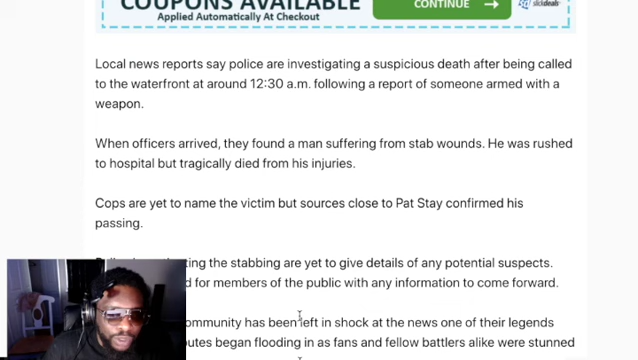 COUPONS AVAILABLE
Applied Automatically At Checkout
CONTINUE
slickdeals
Local news reports say police are investigating a suspicious death after being called
to the waterfront at around 12:30 a.m. following a report of someone armed with a
weapon.
When officers arrived, they found a man suffering from stab wounds. He was rushed
to hospital but tragically died from his injuries.
Cops are yet to name the victim but sources close to Pat Stay confirmed his
passing.
ting the stabbing are yet to give details of any potential suspects.
d for members of the public with any information to come forward.
ommunity has been left in shock at the news one of their legends
utes began flooding in as fans and fellow battlers alike were stunned